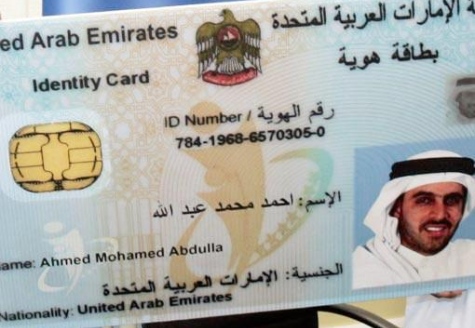 ed Arab Emirates
الإمارات العربية المتحدة
Identity Card
بطاقة هوية
ID Number / رقم الهوية
784-1968-6570305-0
الإسم: احمد محمد عبد الله
ame: Ahmed Mohamed Abdulla
الجنسية: الإمارات العربية المتحدة
Nationality: United Arab Emirates